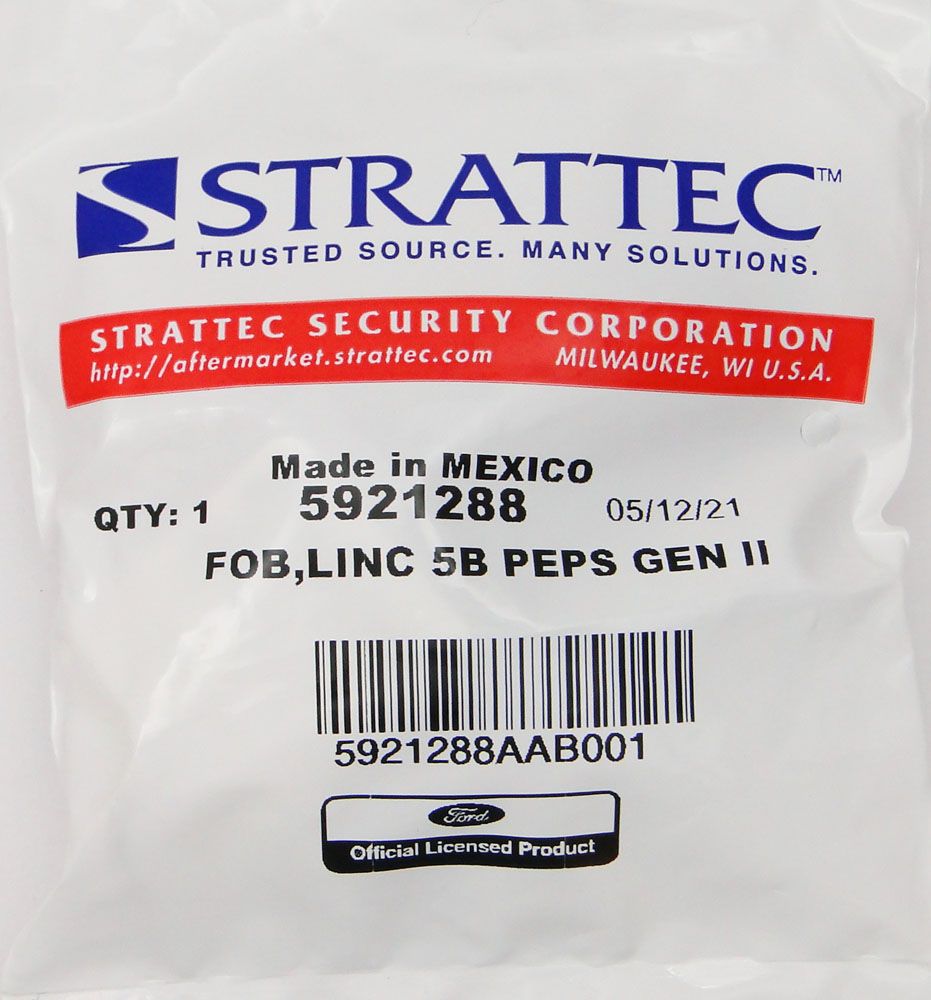 STRATTEC™
TRUSTED SOURCE. MANY SOLUTIONS.
STRATTEC SECURITY CORPORATION
http://aftermarket.strattec.com MILWAUKEE, WI U.S.A.
Made in MEXICO
QTY: 1 5921288 05/12/21
FOB,LINC 5B PEPS GEN II
5921288AAB001
Ford
Official Licensed Product